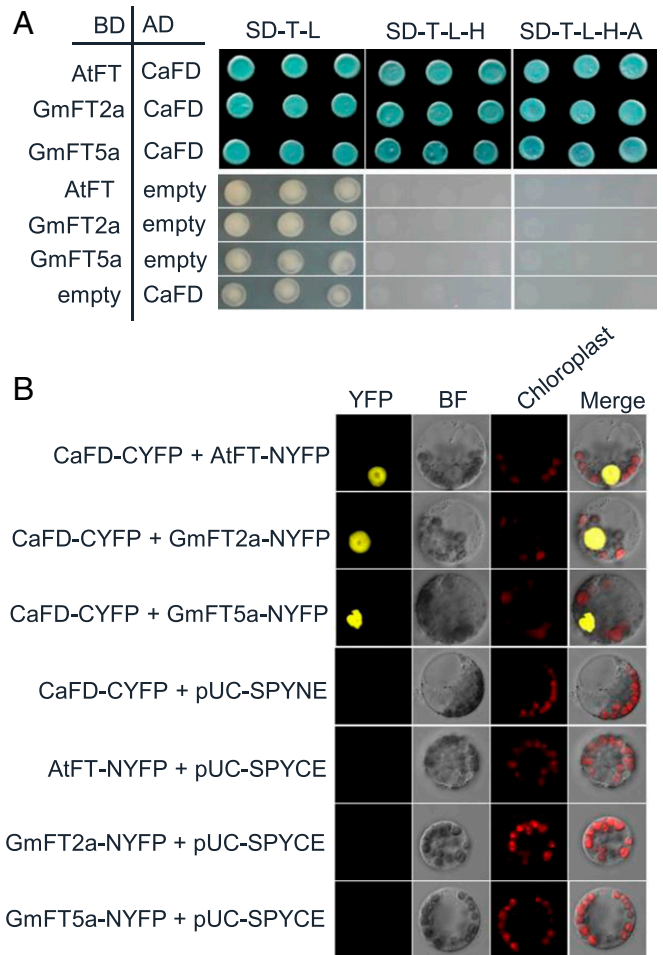 A
BD AD SD-T-L SD-T-L-H SD-T-L-H-A
AtFT CaFD
GmFT2a CaFD
GmFT5a CaFD
AtFT empty
GmFT2a empty
GmFT5a empty
empty CaFD
B
YFP BF Chloroplast Merge
CaFD-CYFP + AtFT-NYFP
CaFD-CYFP + GmFT2a-NYFP
CaFD-CYFP + GmFT5a-NYFP
CaFD-CYFP + pUC-SPYNE
AtFT-NYFP + pUC-SPYCE
GmFT2a-NYFP + pUC-SPYCE
GmFT5a-NYFP + pUC-SPYCE